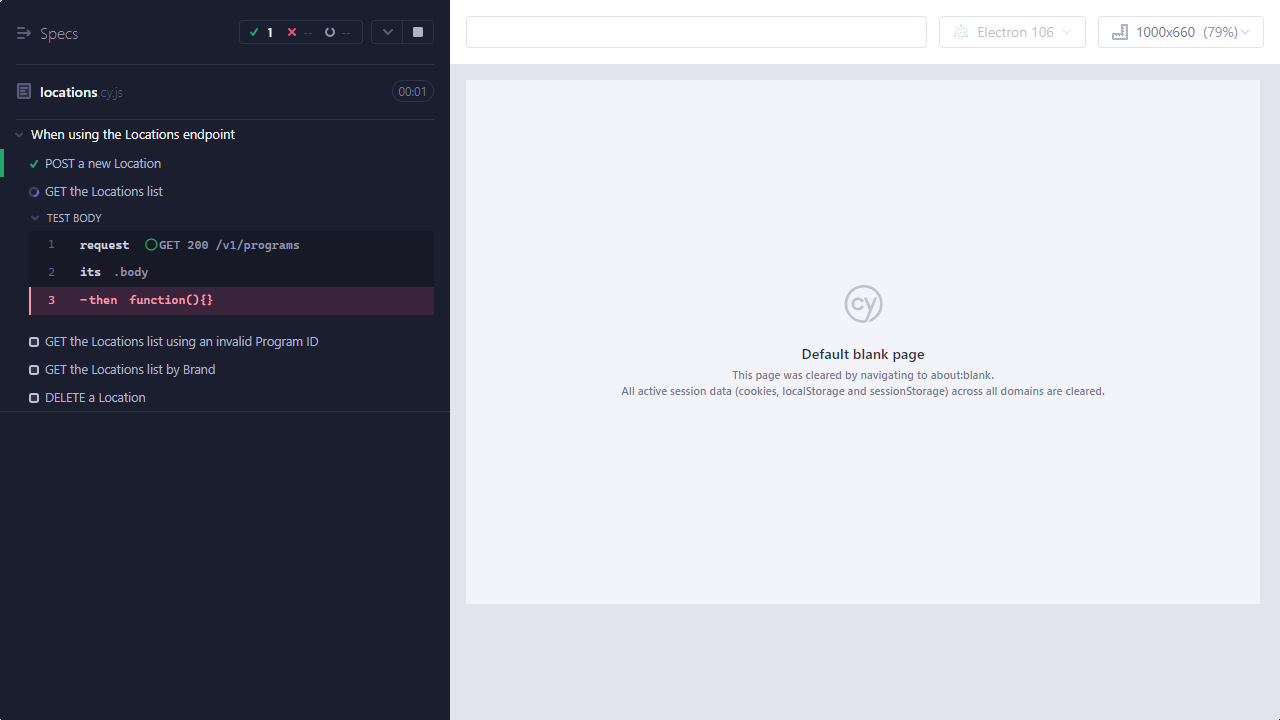 Specs
1 -- --
Electron 106
1000x660 (79%)
locations.cy.js
00:01
When using the Locations endpoint
POST a new Location
GET the Locations list
TEST BODY
1 request GET 200 /v1/programs
2 its .body
3 -then function(){}
GET the Locations list using an invalid Program ID
GET the Locations list by Brand
DELETE a Location
cy
Default blank page
This page was cleared by navigating to about:blank.
All active session data (cookies, localStorage and sessionStorage) across all domains are cleared.